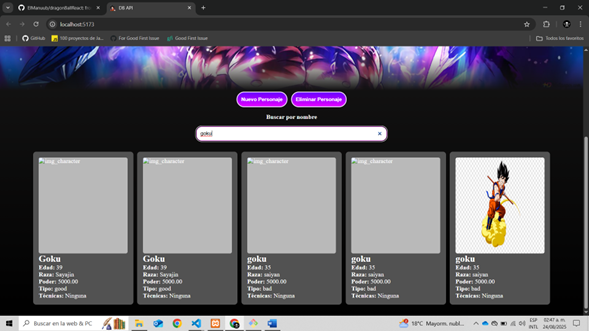 ElManuuts/dragonBallReact: fro
DB API
localhost:5173
GitHub
100 proyectos de Ja...
For Good First Issue
Good First Issue
Todos los favoritos
Nuevo Personaje
Eliminar Personaje
Buscar por nombre
goku
img_character
img_character
img_character
img_character
Goku
Edad: 39
Raza: Sayajin
Poder: 5000.00
Tipo: good
Técnicas: Ninguna
Goku
Edad: 39
Raza: Sayajin
Poder: 5000.00
Tipo: good
Técnicas: Ninguna
goku
Edad: 35
Raza: saiyan
Poder: 5000.00
Tipo: bad
Técnicas: Ninguna
goku
Edad: 35
Raza: saiyan
Poder: 5000.00
Tipo: bad
Técnicas: Ninguna
goku
Edad: 35
Raza: saiyan
Poder: 5000.00
Tipo: bad
Técnicas: Ninguna
Buscar en la web & PC
18°C Mayorm. nubl...
ESP
INTL
02:47 a. m.
24/08/2025